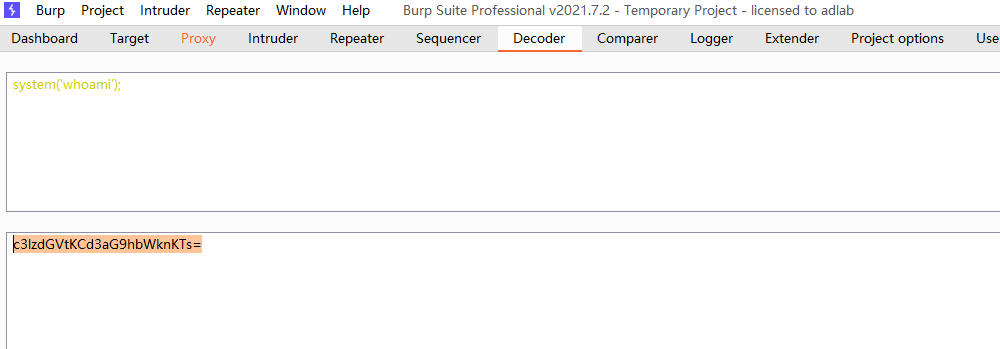 Burp Project Intruder Repeater Window Help Burp Suite Professional v2021.7.2 - Temporary Project - licensed to adlab
Dashboard Target Proxy Intruder Repeater Sequencer Decoder Comparer Logger Extender Project options Use
system('whoami');
c3lzdGVtKCd3aG9hbWknKTs=